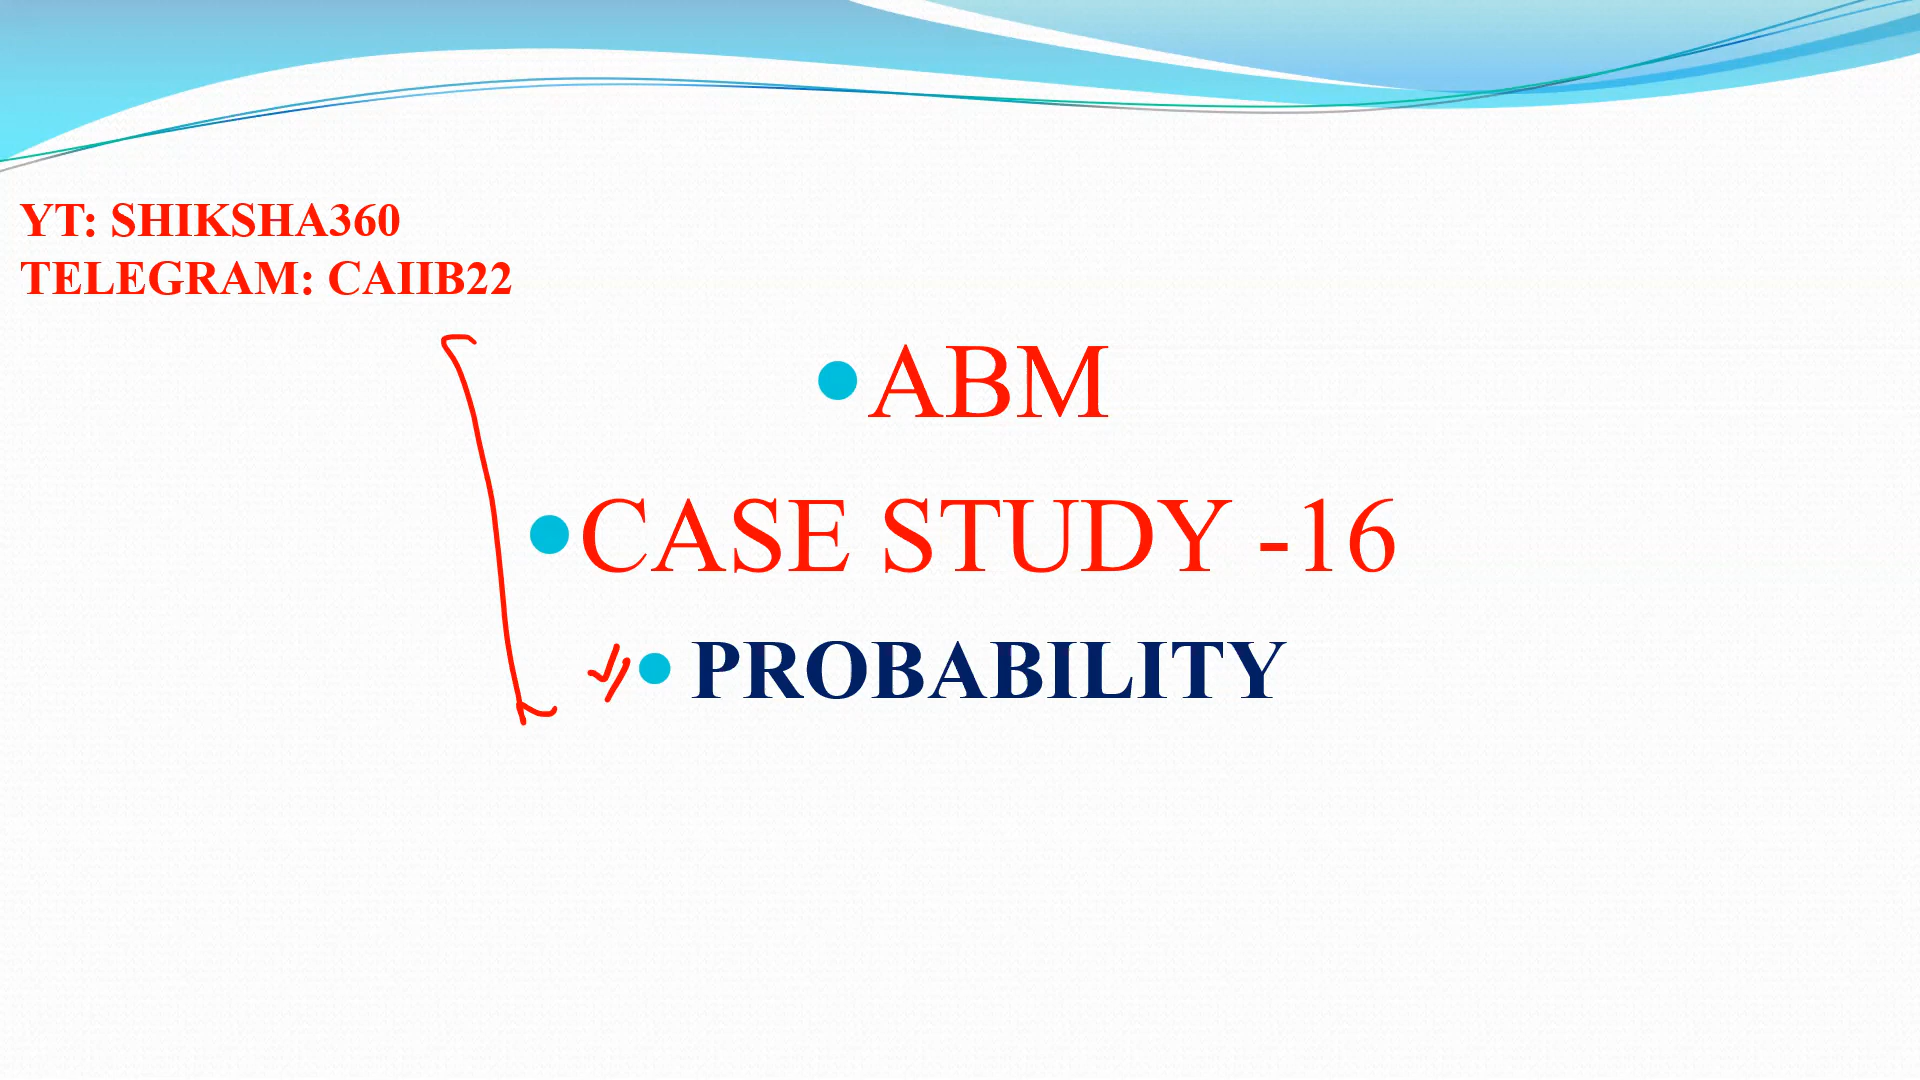 YT: SHIKSHA360
TELEGRAM: CAIIB22
ABM
CASE STUDY -16
PROBABILITY